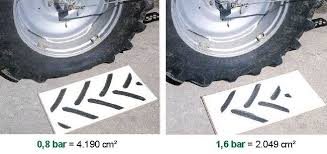 0,8 bar = 4.190 cm²
1,6 bar = 2.049 cm²